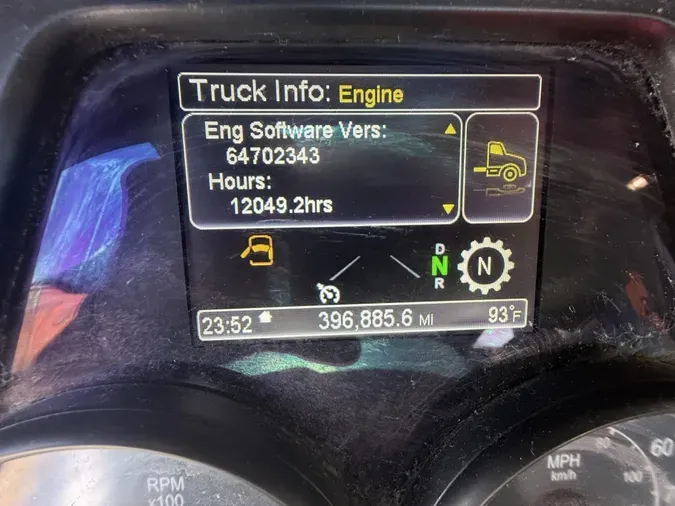 Truck Info: Engine
Eng Software Vers:
64702343
Hours:
12049.2hrs
D
N
R
N
23:52 396,885.6 Mi 93°F
RPM
x100
MPH
km/h
60
100